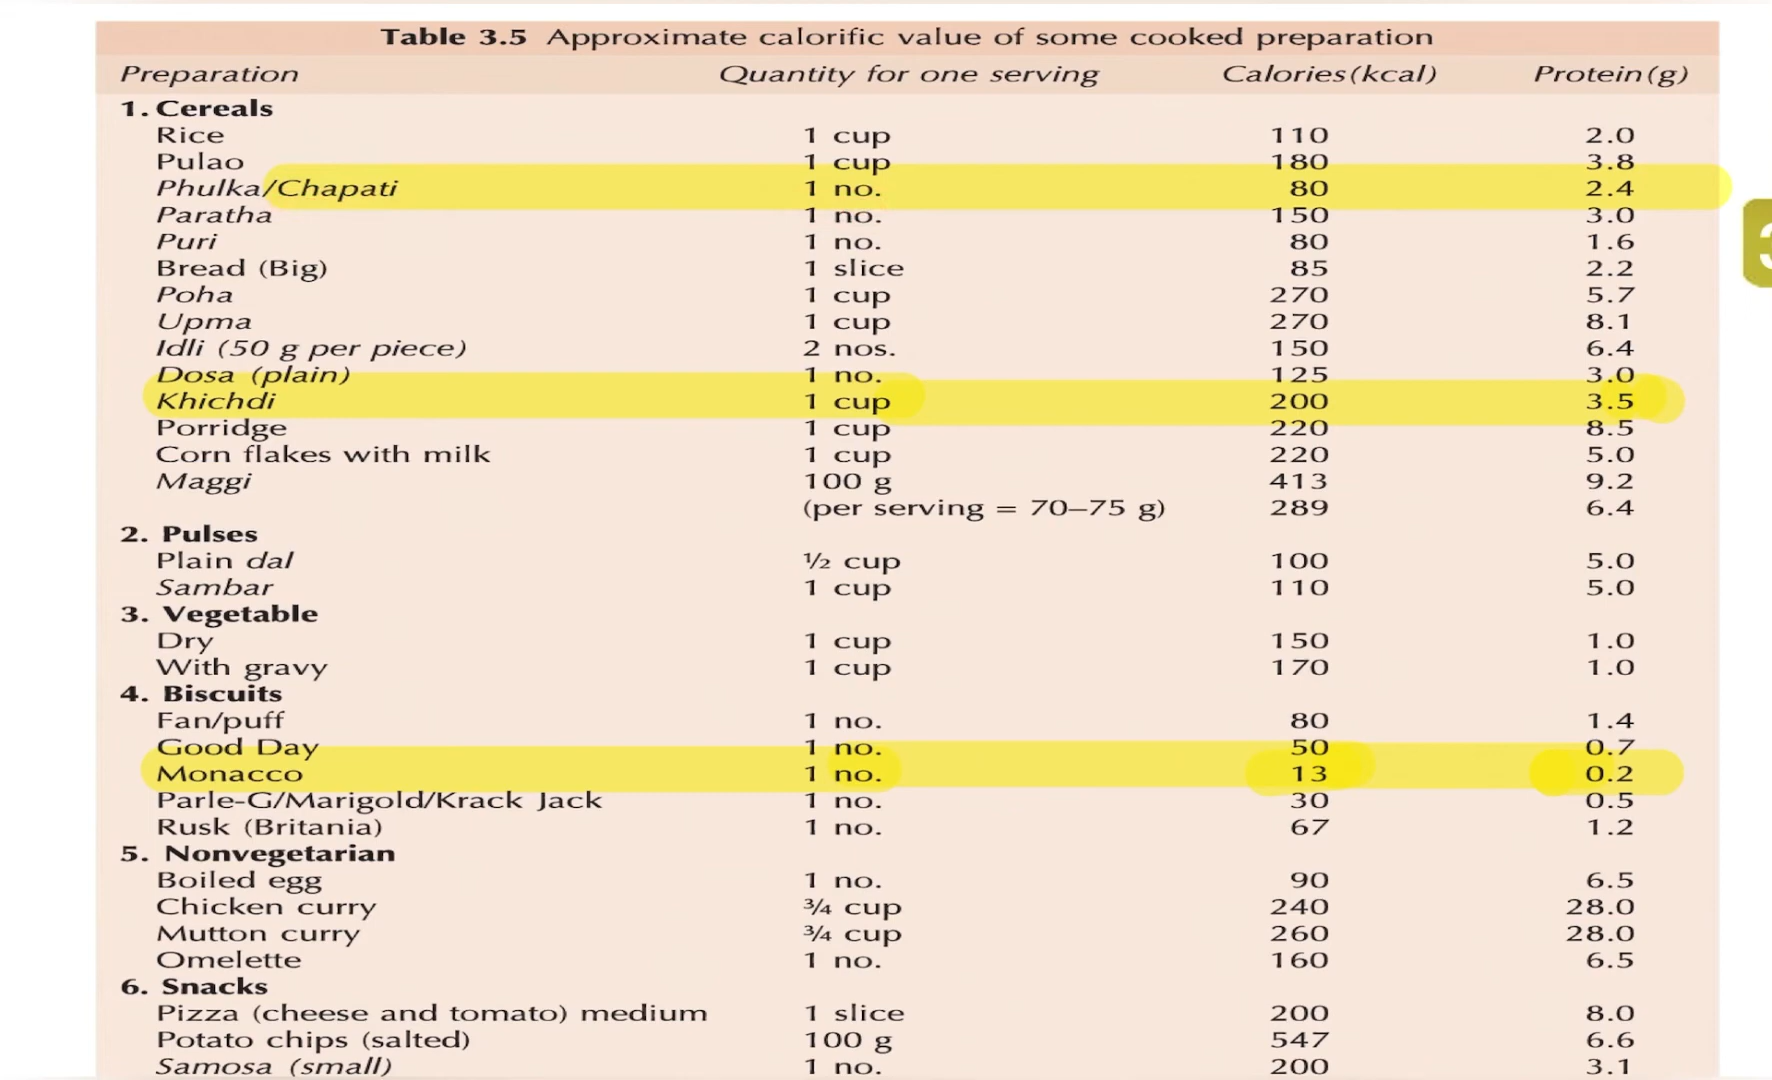 Table 3.5 Approximate calorific value of some cooked preparation
Preparation Quantity for one serving Calories (kcal) Protein (g)
1. Cereals
Rice 1 cup 110 2.0
Pulao 1 cup 180 3.8
Phulka/Chapati 1 no. 80 2.4
Paratha 1 no. 150 3.0
Puri 1 no. 80 1.6
Bread (Big) 1 slice 85 2.2
Poha 1 cup 270 5.7
Upma 1 cup 270 8.1
Idli (50 g per piece) 2 nos. 150 6.4
Dosa (plain) 1 no. 125 3.0
Khichdi 1 cup 200 3.5
Porridge 1 cup 220 8.5
Corn flakes with milk 1 cup 220 5.0
Maggi 100 g 413 9.2
(per serving = 70–75 g) 289 6.4
2. Pulses
Plain dal ½ cup 100 5.0
Sambar 1 cup 110 5.0
3. Vegetable
Dry 1 cup 150 1.0
With gravy 1 cup 170 1.0
4. Biscuits
Fan/puff 1 no. 80 1.4
Good Day 1 no. 50 0.7
Monacco 1 no. 13 0.2
Parle-G/Marigold/Krack Jack 1 no. 30 0.5
Rusk (Britania) 1 no. 67 1.2
5. Nonvegetarian
Boiled egg 1 no. 90 6.5
Chicken curry ¾ cup 240 28.0
Mutton curry ¾ cup 260 28.0
Omelette 1 no. 160 6.5
6. Snacks
Pizza (cheese and tomato) medium 1 slice 200 8.0
Potato chips (salted) 100 g 547 6.6
Samosa (small) 1 no. 200 3.1